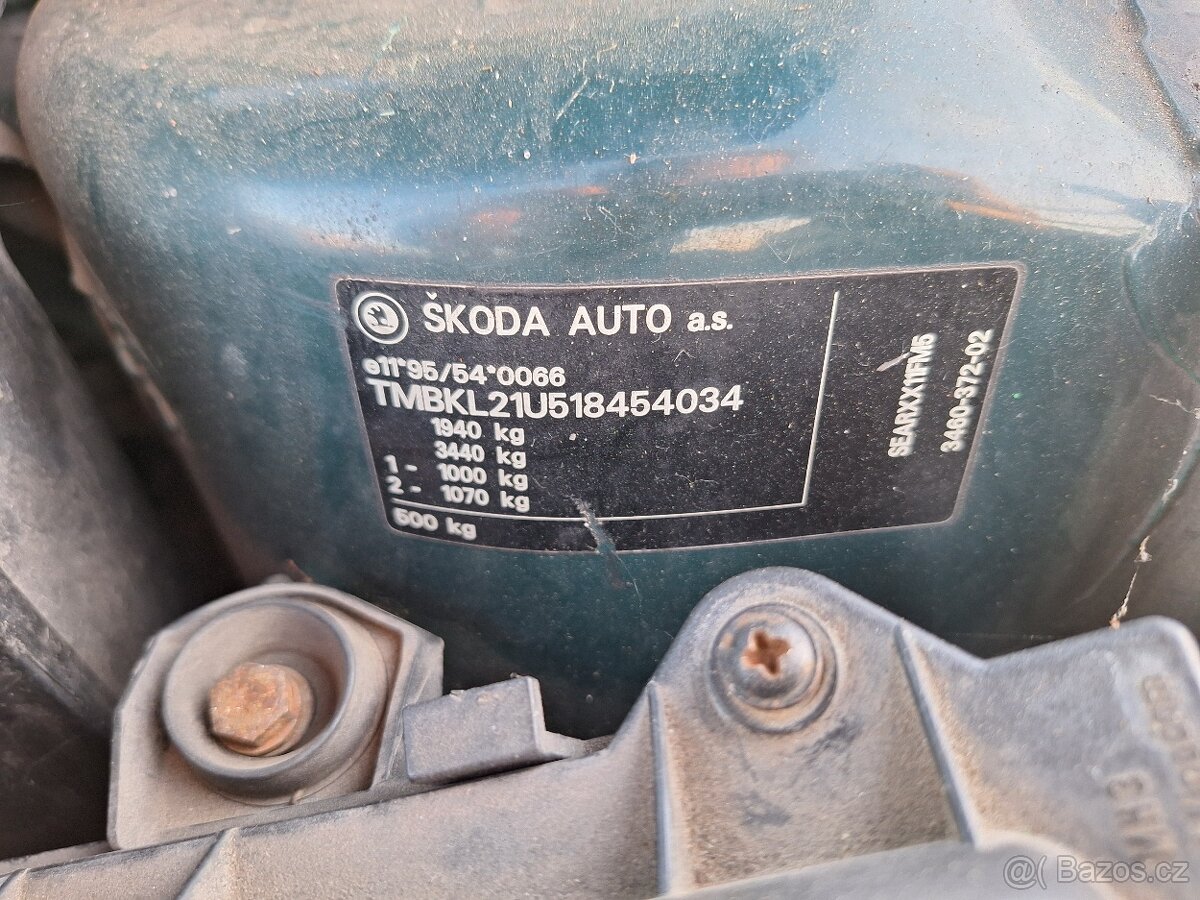 ŠKODA AUTO a.s.
e11*95/54*0066
TMBKL21U518454034
1940 kg
3440 kg
1 - 1000 kg
2 - 1070 kg
500 kg
SEARXX11FM5
3460-372-02
@( Bazos.cz